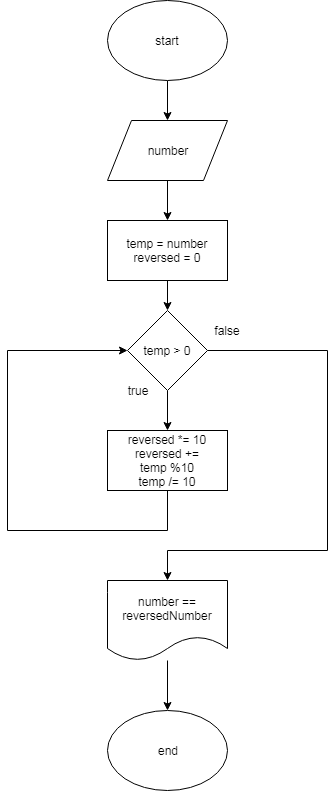 start
number
temp = number
reversed = 0
temp > 0
false
true
reversed *= 10
reversed +=
temp %10
temp /= 10
number ==
reversedNumber
end